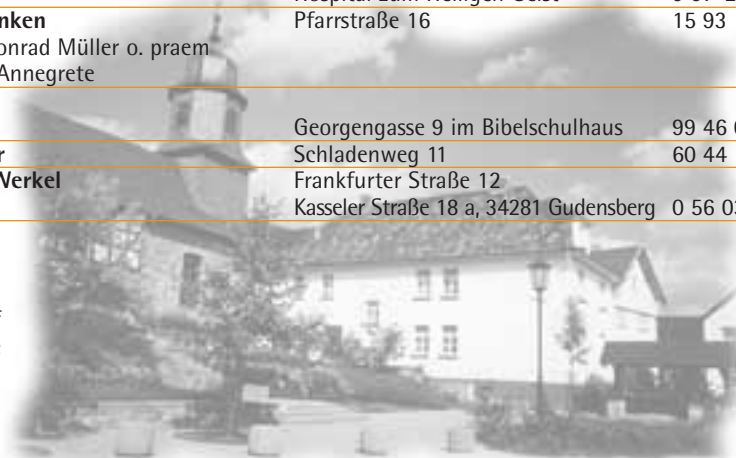 nken Pfarrstraße 16 15 93
onrad Müller o. praem
Annegrete
Georgengasse 9 im Bibelschulhaus 99 46
r Schladenweg 11 60 44
Werkel Frankfurter Straße 12
Kasseler Straße 18 a, 34281 Gudensberg 0 56 03